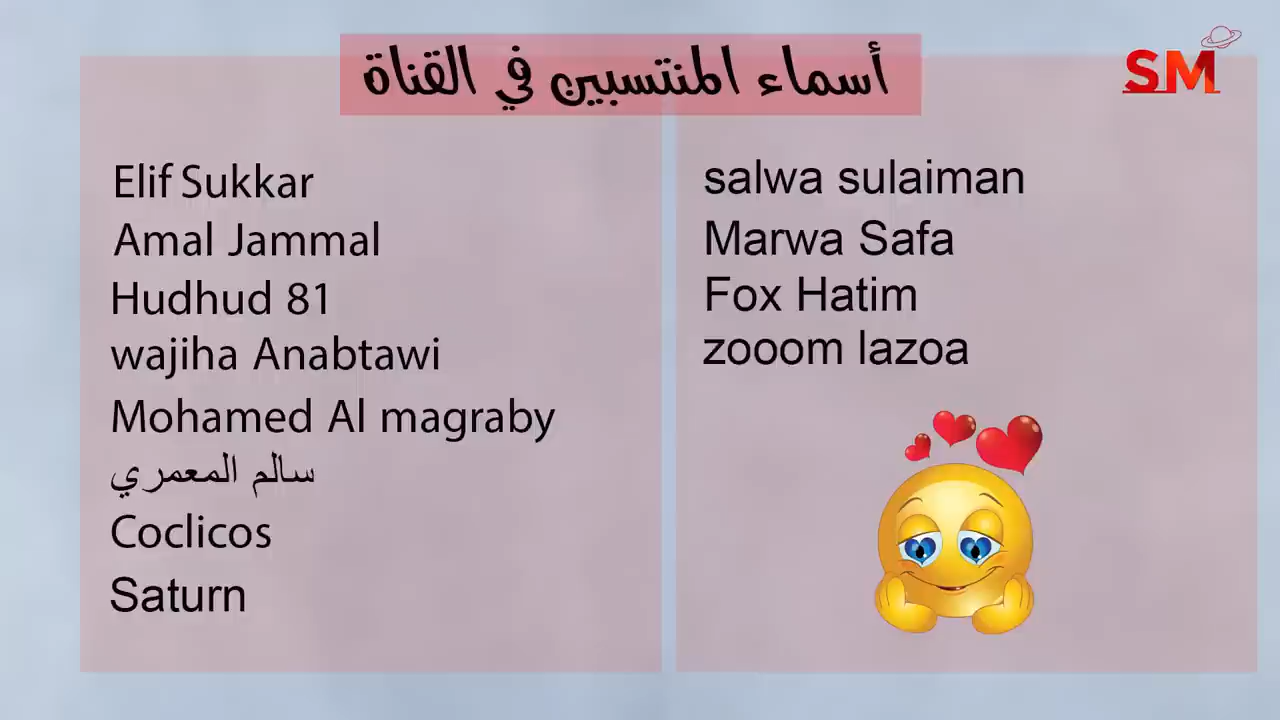 أسماء المنتسبين في القناة
SM
Elif Sukkar
Amal Jammal
Hudhud 81
wajiha Anabtawi
Mohamed Al magraby
سالم المعمري
Coclicos
Saturn
salwa sulaiman
Marwa Safa
Fox Hatim
zooom lazoa